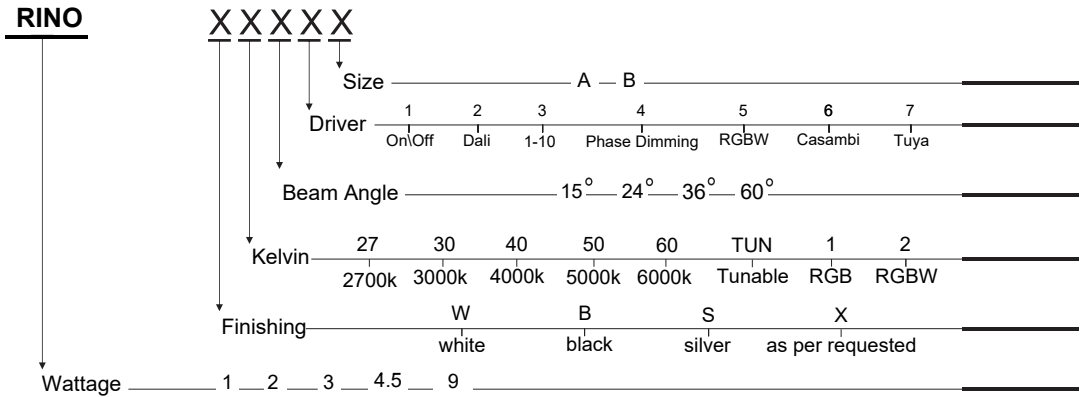 RINO X X X X X
Size A B
1 2 3 4 5 6 7
Driver
On\Off Dali 1-10 Phase Dimming RGBW Casambi Tuya
Beam Angle 15° 24° 36° 60°
27 30 40 50 60 TUN 1 2
Kelvin
2700k 3000k 4000k 5000k 6000k Tunable RGB RGBW
W B S X
Finishing
white black silver as per requested
Wattage 1 2 3 4.5 9